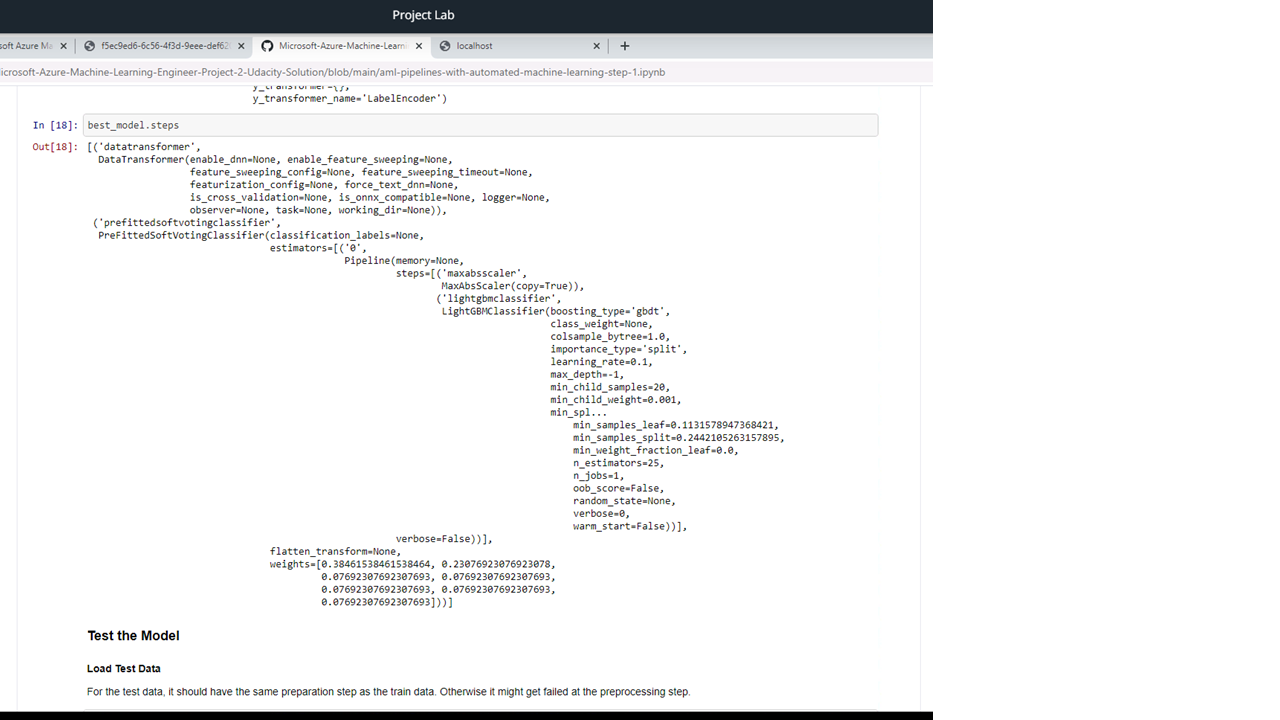 Project Lab
soft Azure Ma
f5ec9ed6-6c56-4f3d-9eee-def62
Microsoft-Azure-Machine-Learni
localhost
icrosoft-Azure-Machine-Learning-Engineer-Project-2-Udacity-Solution/blob/main/aml-pipelines-with-automated-machine-learning-step-1.ipynb
y_transformer={},
y_transformer_name='LabelEncoder')
In [18]: best_model.steps
Out[18]: [('datatransformer',
DataTransformer(enable_dnn=None, enable_feature_sweeping=None,
feature_sweeping_config=None, feature_sweeping_timeout=None,
featurization_config=None, force_text_dnn=None,
is_cross_validation=None, is_onnx_compatible=None, logger=None,
observer=None, task=None, working_dir=None)),
('prefittedsoftvotingclassifier',
PreFittedSoftVotingClassifier(classification_labels=None,
estimators=[('0',
Pipeline(memory=None,
steps=[('maxabsscaler',
MaxAbsScaler(copy=True)),
('lightgbmclassifier',
LightGBMClassifier(boosting_type='gbdt',
class_weight=None,
colsample_bytree=1.0,
importance_type='split',
learning_rate=0.1,
max_depth=-1,
min_child_samples=20,
min_child_weight=0.001,
min_spl...
min_samples_leaf=0.1131578947368421,
min_samples_split=0.2442105263157895,
min_weight_fraction_leaf=0.0,
n_estimators=25,
n_jobs=1,
oob_score=False,
random_state=None,
verbose=0,
warm_start=False))],
verbose=False))],
flatten_transform=None,
weights=[0.38461538461538464, 0.23076923076923078,
0.07692307692307693, 0.07692307692307693,
0.07692307692307693, 0.07692307692307693,
0.07692307692307693]))]
Test the Model
Load Test Data
For the test data, it should have the same preparation step as the train data. Otherwise it might get failed at the preprocessing step.